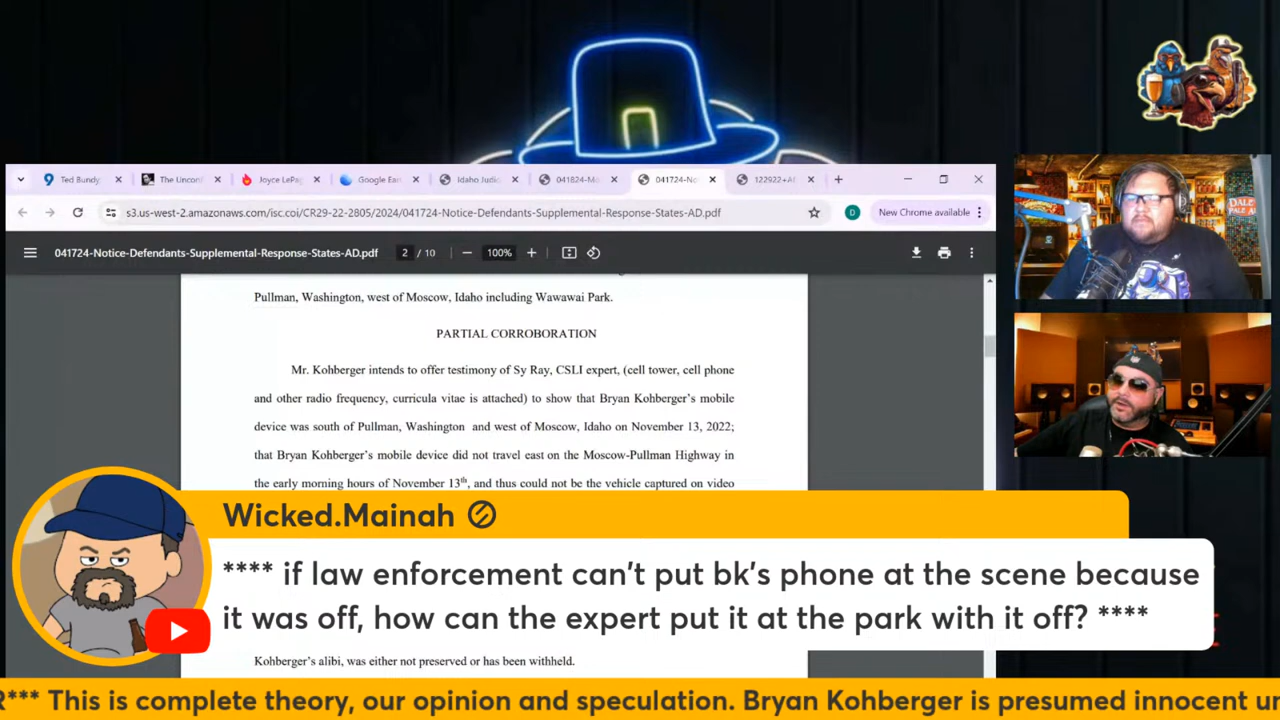 Ted Bundy,
The Uncon
Joyce LePag
Google Ear
Idaho Judic
041824-Mo
041724-No
122922+Af
s3.us-west-2.amazonaws.com/isc.coi/CR29-22-2805/2024/041724-Notice-Defendants-Supplemental-Response-States-AD.pdf
D
New Chrome available
041724-Notice-Defendants-Supplemental-Response-States-AD.pdf
2 / 10
100%
DALE'S
PALE A
Pullman, Washington, west of Moscow, Idaho including Wawawai Park.
PARTIAL CORROBORATION
Mr. Kohberger intends to offer testimony of Sy Ray, CSLI expert, (cell tower, cell phone
and other radio frequency, curricula vitae is attached) to show that Bryan Kohberger's mobile
device was south of Pullman, Washington and west of Moscow, Idaho on November 13, 2022;
that Bryan Kohberger's mobile device did not travel east on the Moscow-Pullman Highway in
the early morning hours of November 13th, and thus could not be the vehicle captured on video
Wicked.Mainah
**** if law enforcement can't put bk's phone at the scene because
it was off, how can the expert put it at the park with it off? ****
Kohberger's alibi, was either not preserved or has been withheld.
R*** This is complete theory, our opinion and speculation. Bryan Kohberger is presumed innocent un